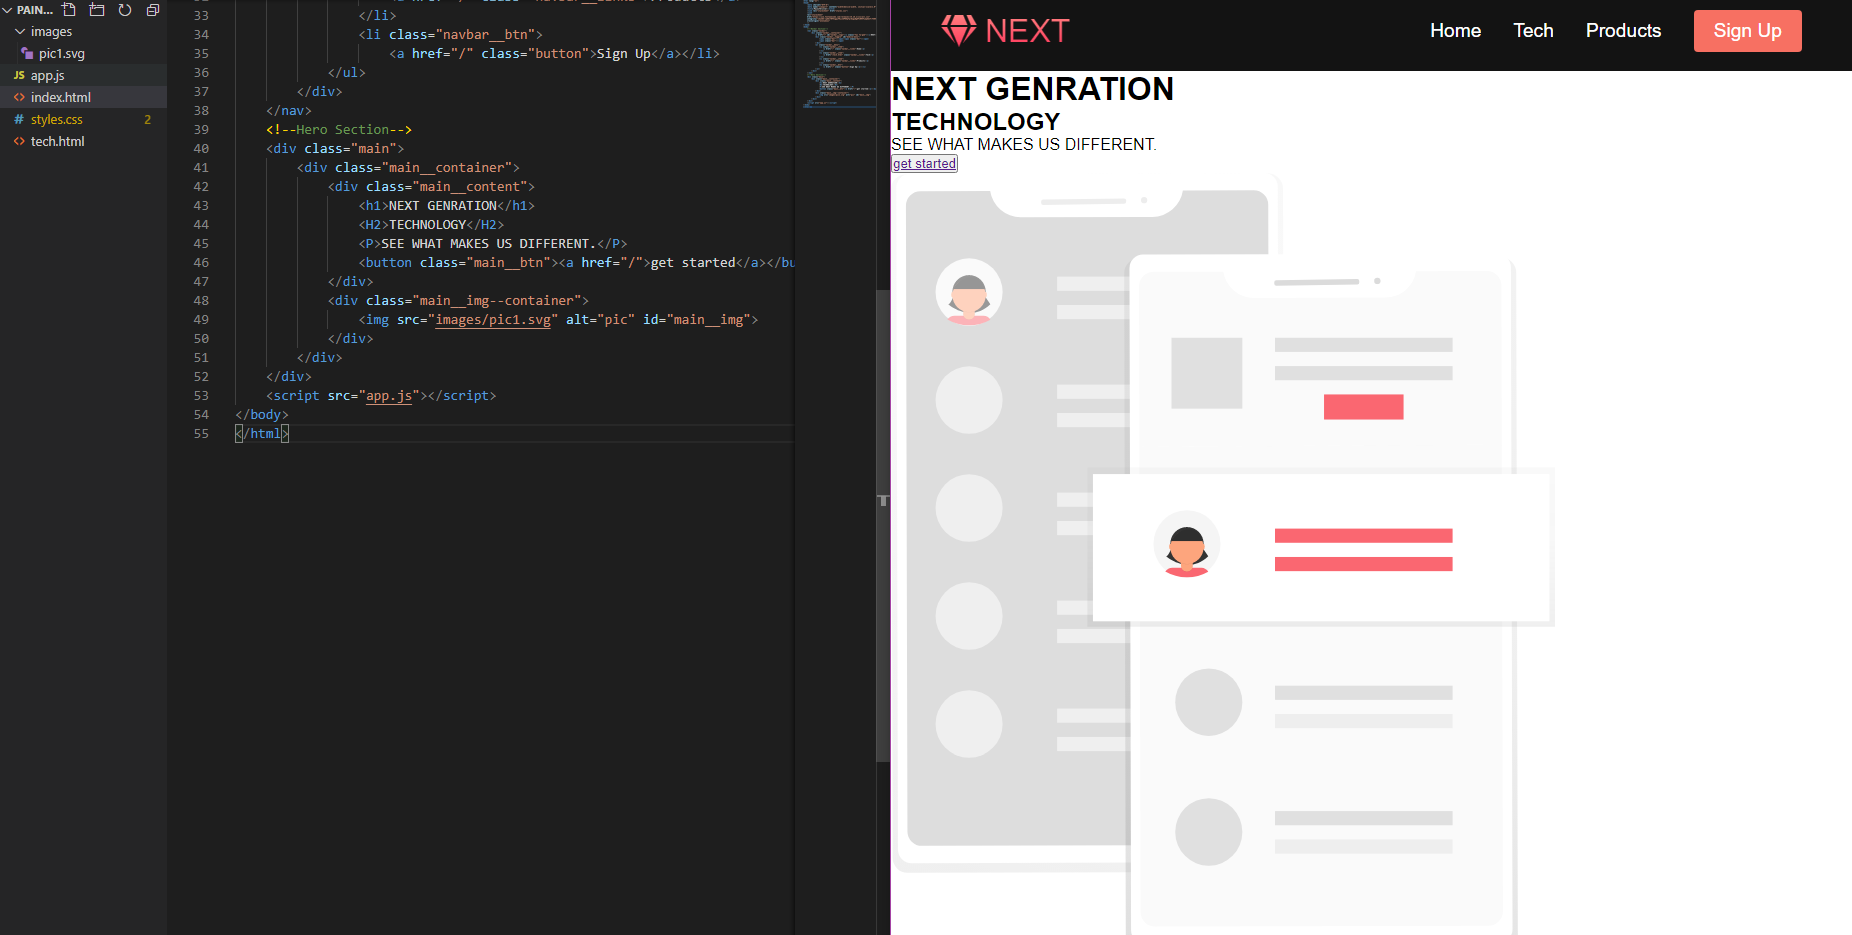 PAIN...
images
pic1.svg
JS app.js
<> index.html
# styles.css 2
<> tech.html
33 </li>
34 <li class="navbar__btn">
35 <a href="/" class="button">Sign Up</a></li>
36 </ul>
37 </div>
38 </nav>
39 <!--Hero Section-->
40 <div class="main">
41 <div class="main__container">
42 <div class="main__content">
43 <h1>NEXT GENRATION</h1>
44 <H2>TECHNOLOGY</H2>
45 <P>SEE WHAT MAKES US DIFFERENT.</P>
46 <button class="main__btn"><a href="/">get started</a></bu
47 </div>
48 <div class="main__img--container">
49 <img src="images/pic1.svg" alt="pic" id="main__img">
50 </div>
51 </div>
52 </div>
53 <script src="app.js"></script>
54 </body>
55 </html>
NEXT
Home Tech Products Sign Up
NEXT GENRATION
TECHNOLOGY
SEE WHAT MAKES US DIFFERENT.
get started